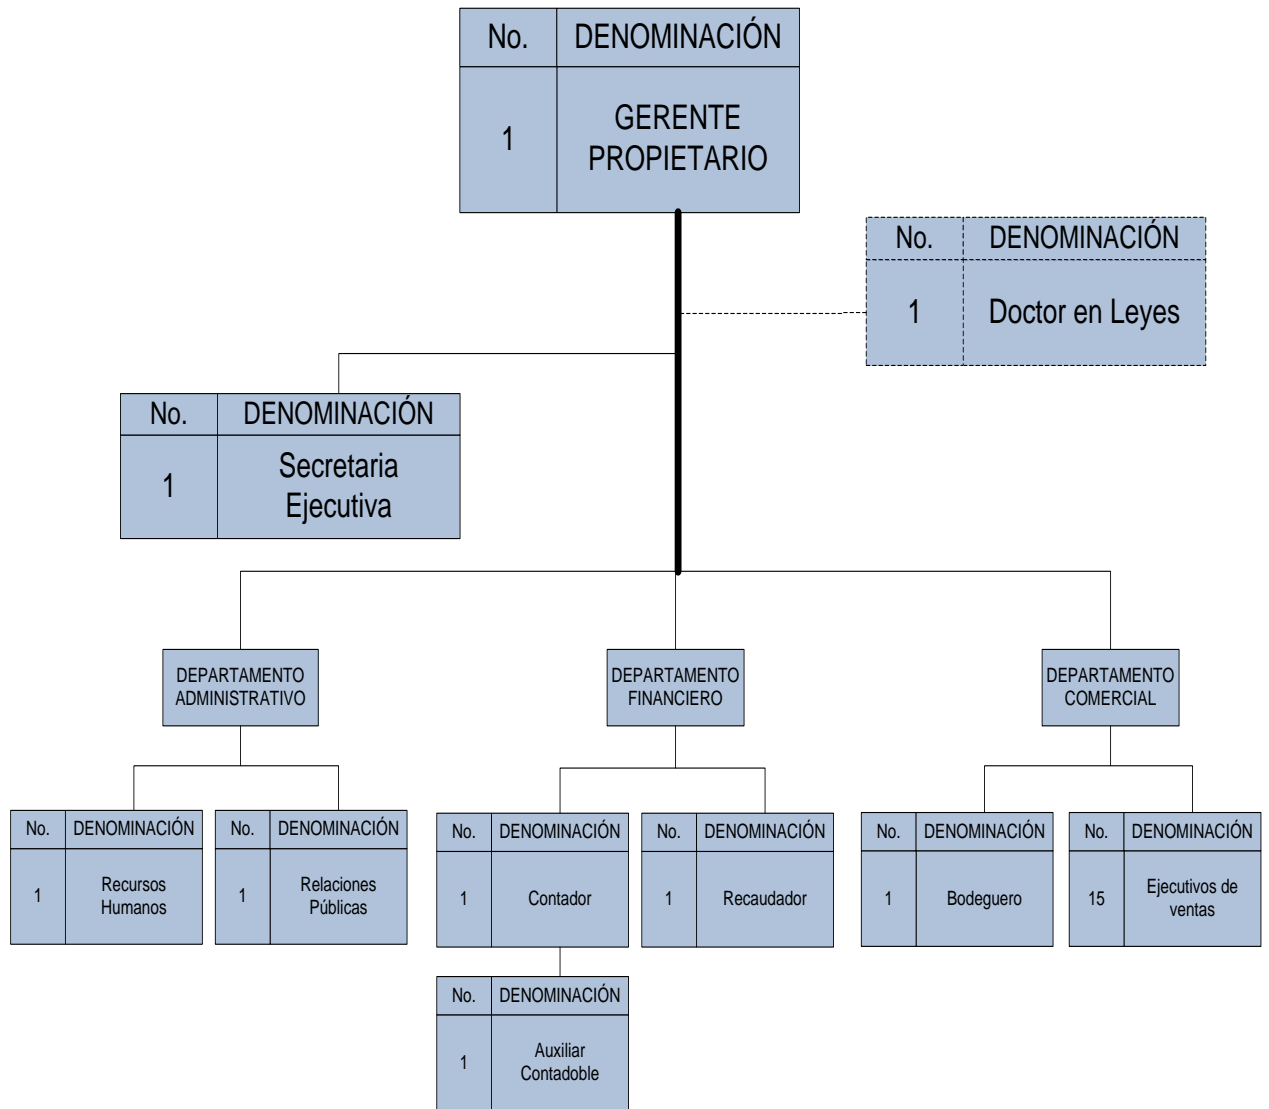 No. DENOMINACIÓN
1 GERENTE
PROPIETARIO
No. DENOMINACIÓN
1 Doctor en Leyes
No. DENOMINACIÓN
1 Secretaria
Ejecutiva
DEPARTAMENTO
ADMINISTRATIVO
DEPARTAMENTO
FINANCIERO
DEPARTAMENTO
COMERCIAL
No. DENOMINACIÓN
1 Recursos
Humanos
No. DENOMINACIÓN
1 Relaciones
Públicas
No. DENOMINACIÓN
1 Contador
No. DENOMINACIÓN
1 Recaudador
No. DENOMINACIÓN
1 Bodeguero
No. DENOMINACIÓN
15 Ejecutivos de
ventas
No. DENOMINACIÓN
1 Auxiliar
Contadoble